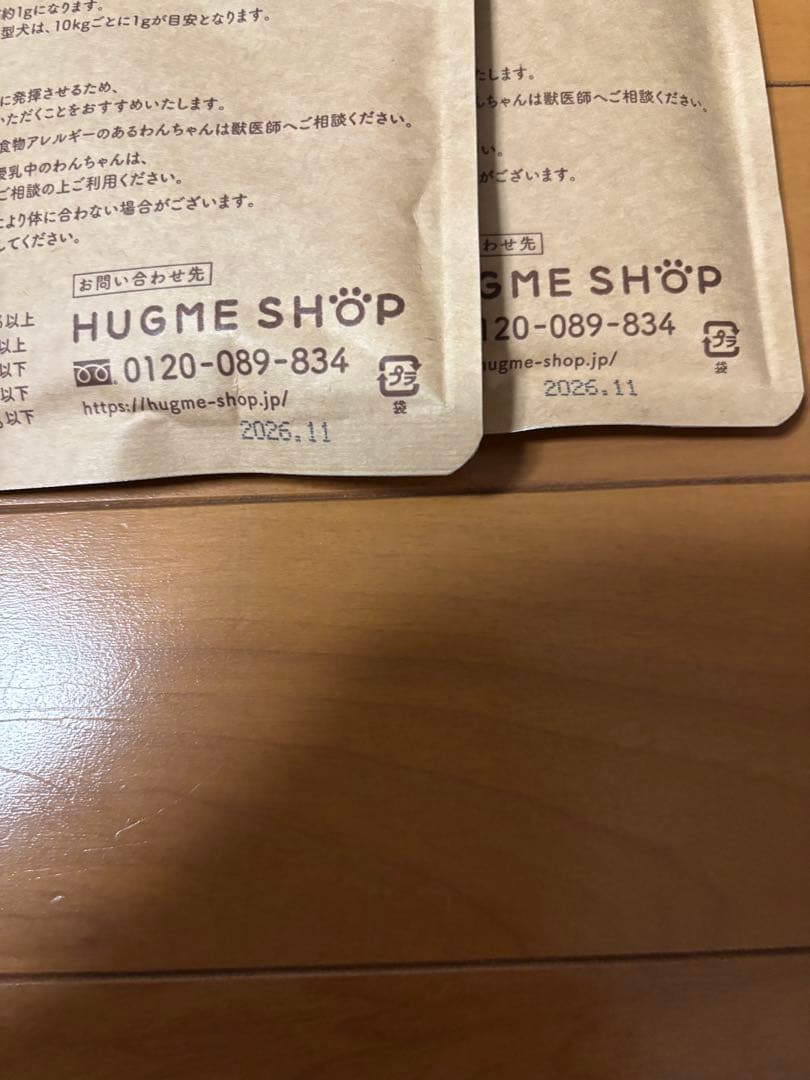 約1gになります。
型犬は、10kgごとに1gが目安となります。
に発揮させるため、
いただくことをおすすめいたします。
食物アレルギーのあるわんちゃんは獣医師へご相談ください。
授乳中のわんちゃんは、
ご相談の上ご利用ください。
により体に合わない場合がございます。
してください。
以上
以上
以下
以下
以下
お問い合わせ先
HUGME SHOP
0120-089-834
プラ
袋
https://hugme-shop.jp/
2026.11
たします。
んちゃんは獣医師へご相談ください。
い。
がございます。
わせ先
GME SHOP
120-089-834
プラ
袋
hugme-shop.jp/
2026.11